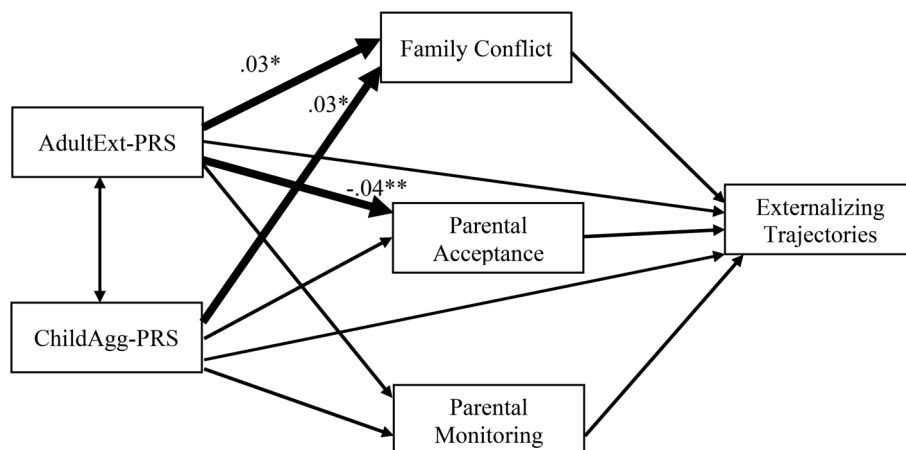 Family Conflict
.03*
.03*
AdultExt-PRS
-.04**
Parental
Acceptance
Externalizing
Trajectories
ChildAgg-PRS
Parental
Monitoring